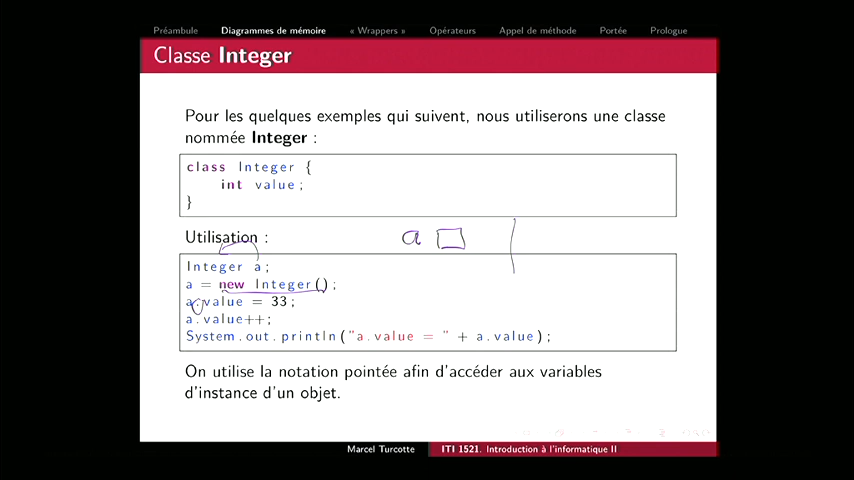 Préambule Diagrammes de mémoire « Wrappers » Opérateurs Appel de méthode Portée Prologue
Classe Integer
Pour les quelques exemples qui suivent, nous utiliserons une classe
nommée Integer :
class Integer {
int value;
}
Utilisation :
a
Integer a;
a = new Integer();
a.value = 33;
a.value++;
System.out.println("a.value = " + a.value);
On utilise la notation pointée afin d'accéder aux variables
d'instance d'un objet.
Marcel Turcotte ITI 1521. Introduction à l'informatique II